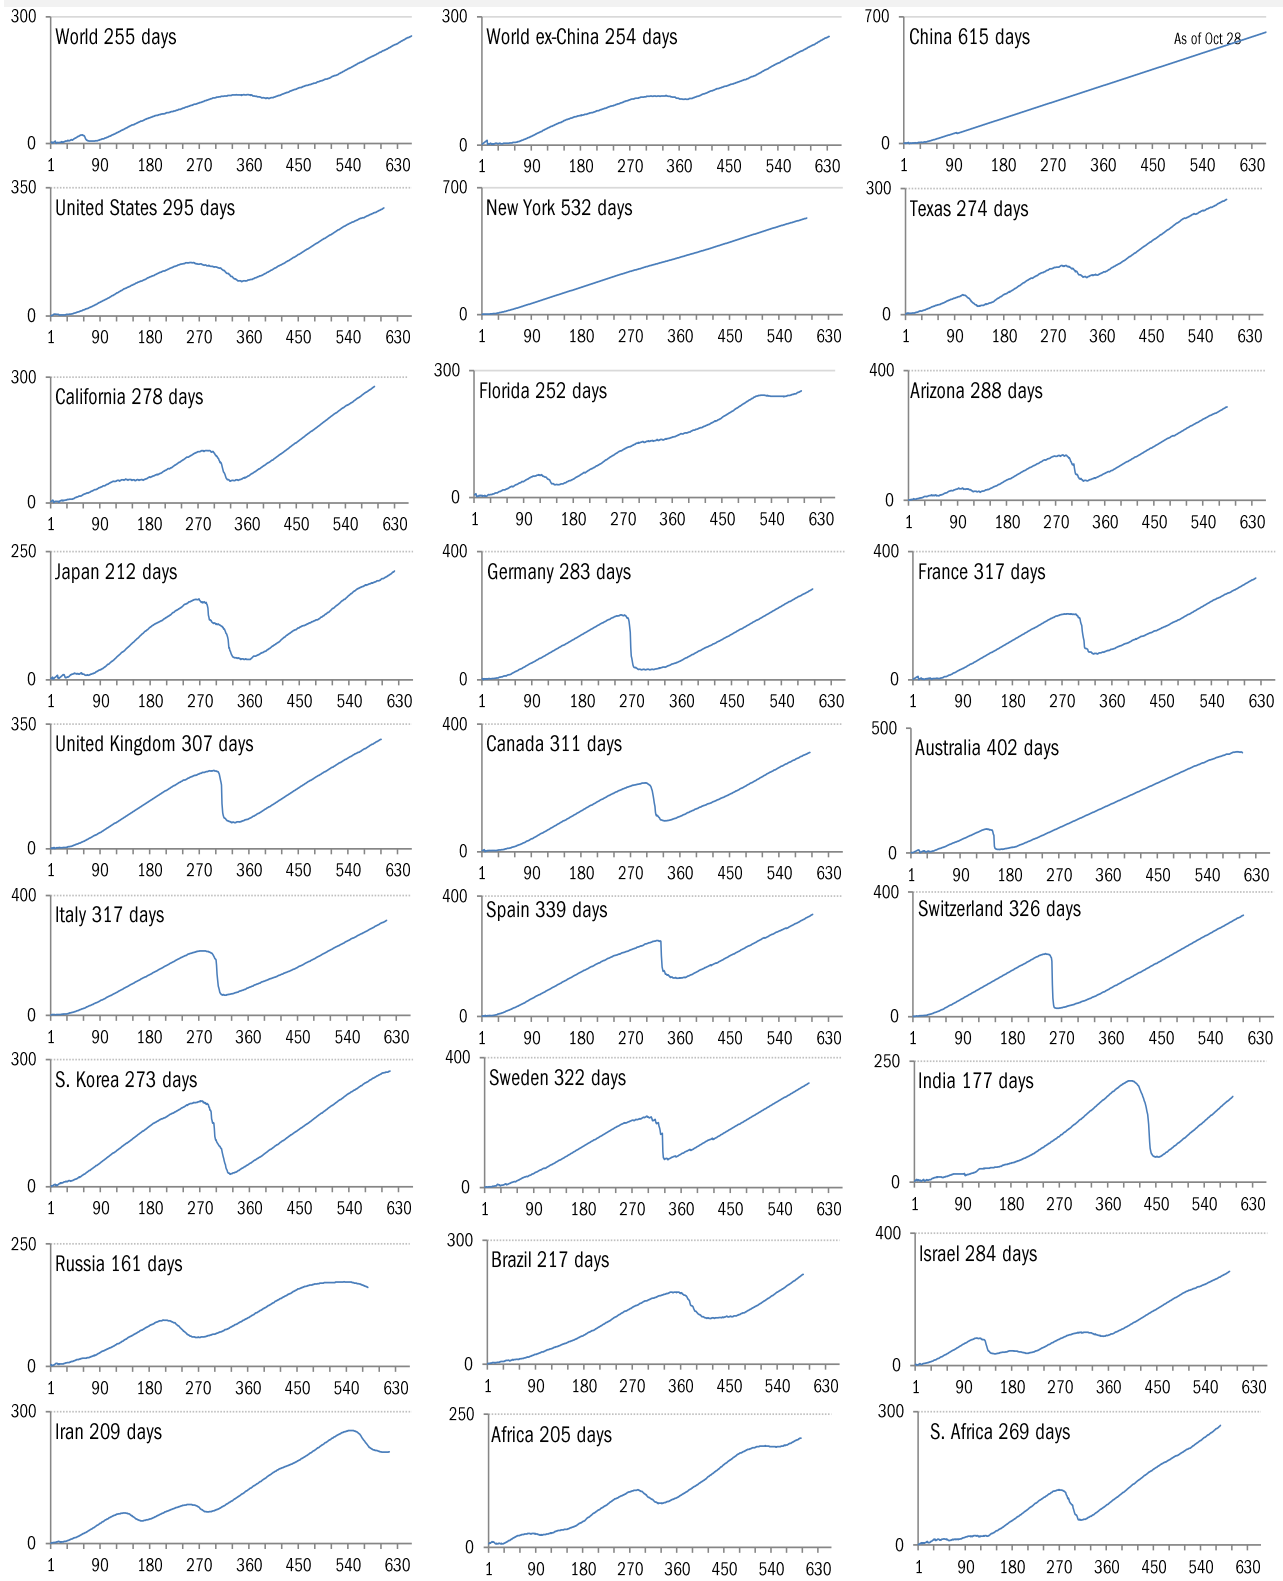 World 255 days
300
0
1 90 180 270 360 450 540 630
World ex-China 254 days
300
0
1 90 180 270 360 450 540 630
China 615 days
As of Oct 28
700
0
1 90 180 270 360 450 540 630
United States 295 days
350
0
1 90 180 270 360 450 540 630
New York 532 days
700
0
1 90 180 270 360 450 540 630
Texas 274 days
300
0
1 90 180 270 360 450 540 630
California 278 days
300
0
1 90 180 270 360 450 540 630
Florida 252 days
300
0
1 90 180 270 360 450 540 630
Arizona 288 days
400
0
1 90 180 270 360 450 540 630
Japan 212 days
250
0
1 90 180 270 360 450 540 630
Germany 283 days
400
0
1 90 180 270 360 450 540 630
France 317 days
400
0
1 90 180 270 360 450 540 630
United Kingdom 307 days
350
0
1 90 180 270 360 450 540 630
Canada 311 days
400
0
1 90 180 270 360 450 540 630
Australia 402 days
500
0
1 90 180 270 360 450 540 630
Italy 317 days
400
0
1 90 180 270 360 450 540 630
Spain 339 days
400
0
1 90 180 270 360 450 540 630
Switzerland 326 days
400
0
1 90 180 270 360 450 540 630
S. Korea 273 days
300
0
1 90 180 270 360 450 540 630
Sweden 322 days
400
0
1 90 180 270 360 450 540 630
India 177 days
250
0
1 90 180 270 360 450 540 630
Russia 161 days
250
0
1 90 180 270 360 450 540 630
Brazil 217 days
300
0
1 90 180 270 360 450 540 630
Israel 284 days
400
0
1 90 180 270 360 450 540 630
Iran 209 days
300
0
1 90 180 270 360 450 540 630
Africa 205 days
250
0
1 90 180 270 360 450 540 630
S. Africa 269 days
300
0
1 90 180 270 360 450 540 630